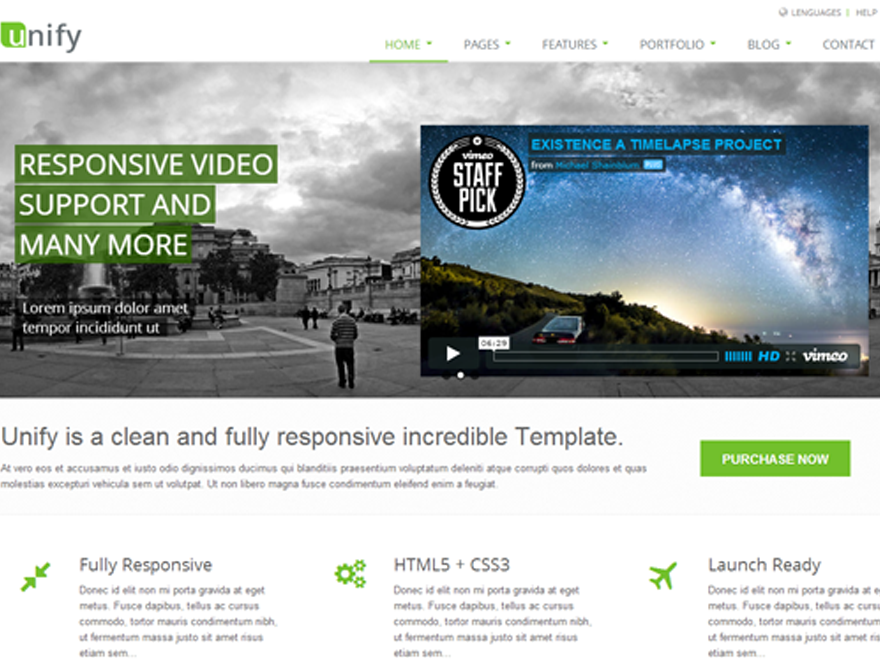 LENGUAGES | HELP
unify
HOME PAGES FEATURES PORTFOLIO BLOG CONTACT
RESPONSIVE VIDEO
SUPPORT AND
MANY MORE
Lorem ipsum dolor amet
tempor incididunt ut
vimeo
STAFF
PICK
EXISTENCE A TIMELAPSE PROJECT
from Michael Shainblum PLUS
06:29
HD vimeo
Unify is a clean and fully responsive incredible Template.
At vero eos et accusamus et iusto odio dignissimos ducimus qui blanditiis praesentium voluptatum deleniti atque corrupti quos dolores et quas
molestias excepturi vehicula sem ut volutpat. Ut non libero magna fusce condimentum eleifend enim a feugiat.
PURCHASE NOW
Fully Responsive
Donec id elit non mi porta gravida at eget
metus. Fusce dapibus, tellus ac cursus
commodo, tortor mauris condimentum nibh,
ut fermentum massa justo sit amet risus
etiam sem...
HTML5 + CSS3
Donec id elit non mi porta gravida at eget
metus. Fusce dapibus, tellus ac cursus
commodo, tortor mauris condimentum nibh,
ut fermentum massa justo sit amet risus
etiam sem...
Launch Ready
Donec id elit non mi porta gravida at
metus. Fusce dapibus, tellus ac
commodo, tortor mauris condimentum
ut fermentum massa justo sit amet
etiam sem...